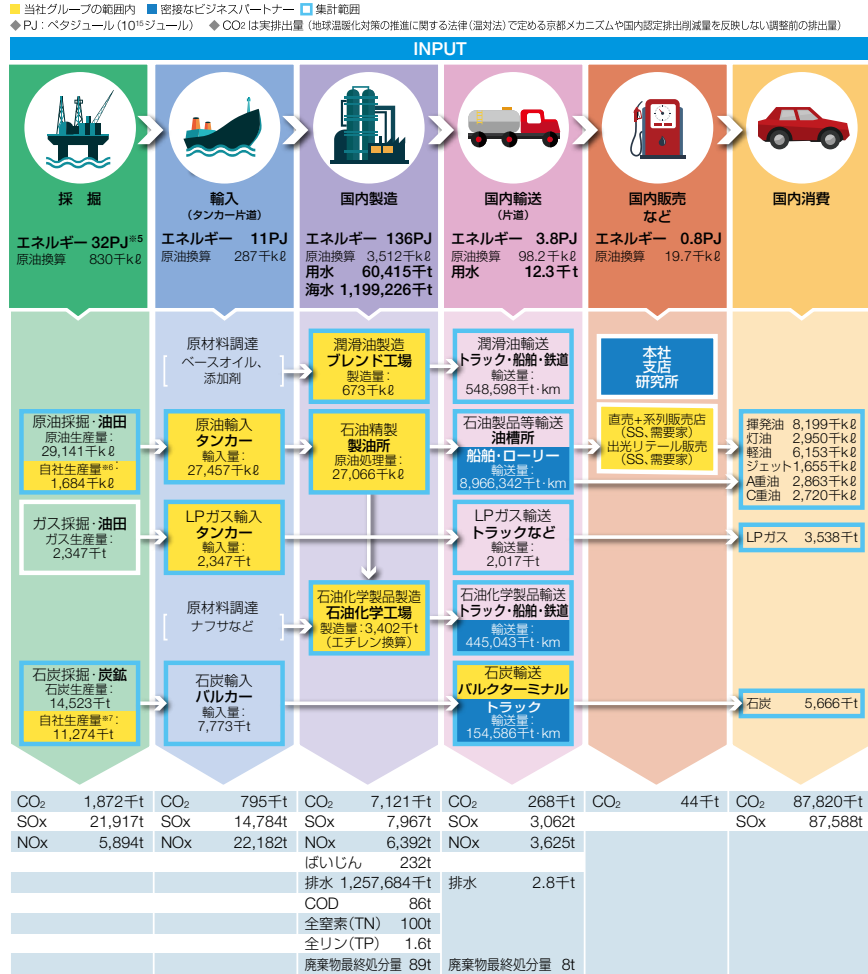 当社グループの範囲内 密接なビジネスパートナー 集計範囲
◆PJ：ペタジュール（10¹⁵ジュール） ◆CO₂は実排出量（地球温暖化対策の推進に関する法律（温対法）で定める京都メカニズムや国内認定排出削減量を反映しない調整前の排出量）
INPUT
採 掘
エネルギー 32PJ※5
原油換算 830千kℓ
輸入
（タンカー片道）
エネルギー 11PJ
原油換算 287千kℓ
国内製造
エネルギー 136PJ
原油換算 3,512千kℓ
用水 60,415千t
海水 1,199,226千t
国内輸送
（片道）
エネルギー 3.8PJ
原油換算 98.2千kℓ
用水 12.3千t
国内販売
など
エネルギー 0.8PJ
原油換算 19.7千kℓ
国内消費
原材料調達
ベースオイル、
添加剤
潤滑油製造
ブレンド工場
製造量：
673千kℓ
潤滑油輸送
トラック・船舶・鉄道
輸送量：
548,598千t·km
本社
支店
研究所
原油採掘・油田
原油生産量：
29,141千kℓ
自社生産量※6：
1,684千kℓ
原油輸入
タンカー
輸入量：
27,457千kℓ
石油精製
製油所
原油処理量：
27,066千kℓ
石油製品等輸送
油槽所
船舶・ローリー
輸送量：
8,966,342千t·km
直売+系列販売店
（SS、需要家）
出光リテール販売
（SS、需要家）
揮発油 8,199千kℓ
灯油 2,950千kℓ
軽油 6,153千kℓ
ジェット 1,655千kℓ
A重油 2,863千kℓ
C重油 2,720千kℓ
ガス採掘・油田
ガス生産量：
2,347千t
LPガス輸入
タンカー
輸入量：
2,347千t
LPガス輸送
トラックなど
輸送量：
2,017千t
LPガス 3,538千t
原材料調達
ナフサなど
石油化学製品製造
石油化学工場
製造量：3,402千t
（エチレン換算）
石油化学製品輸送
トラック・船舶・鉄道
輸送量：
445,043千t·km
石炭採掘・炭鉱
石炭生産量：
14,523千t
自社生産量※7：
11,274千t
石炭輸入
バルカー
輸入量：
7,773千t
石炭輸送
バルクターミナル
トラック
輸送量：
154,586千t·km
石炭 5,666千t
CO₂ 1,872千t CO₂ 795千t CO₂ 7,121千t CO₂ 268千t CO₂ 44千t CO₂ 87,820千t
SOx 21,917t SOx 14,784t SOx 7,967t SOx 3,062t SOx 87,588t
NOx 5,894t NOx 22,182t NOx 6,392t NOx 3,625t
ばいじん 232t
排水 1,257,684千t 排水 2.8千t
COD 86t
全窒素（TN） 100t
全リン（TP） 1.6t
廃棄物最終処分量 89t 廃棄物最終処分量 8t